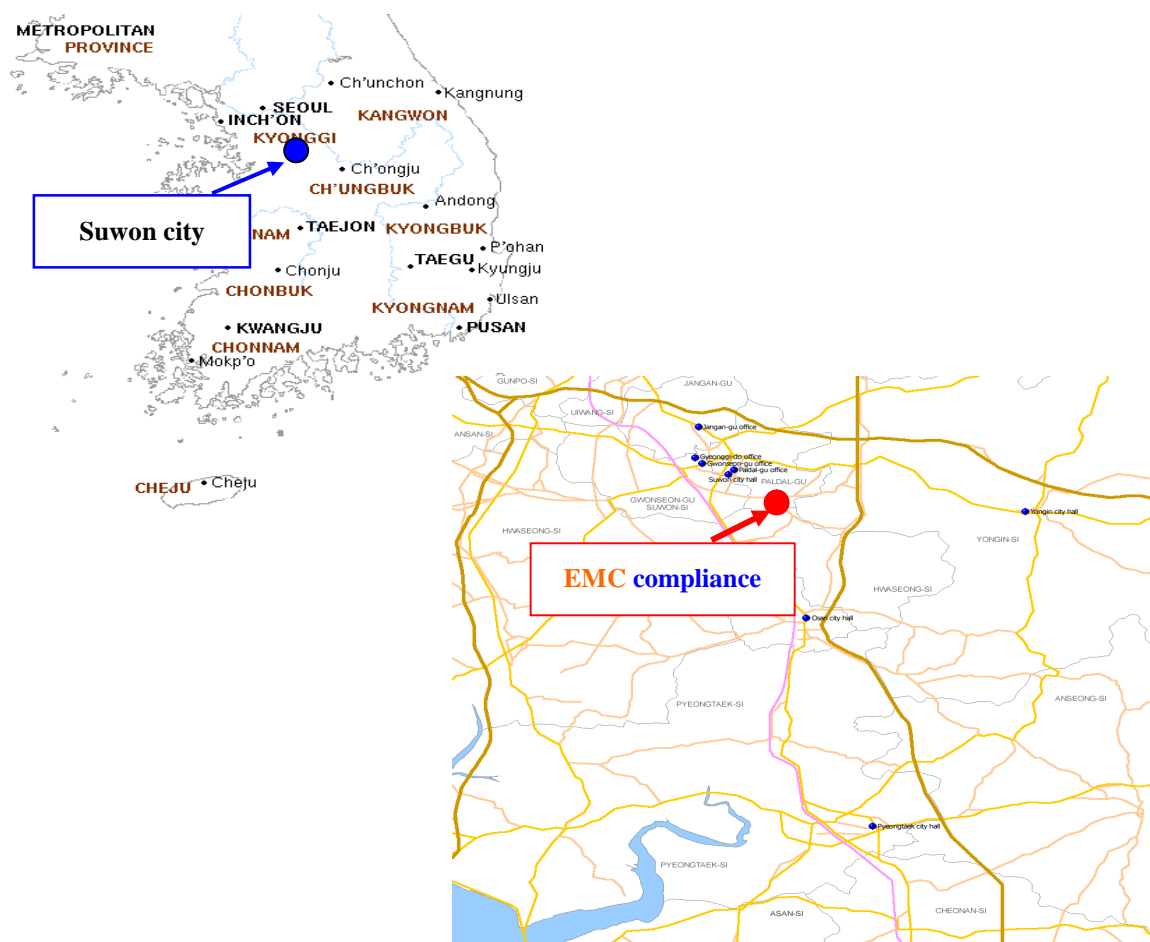 METROPOLITAN
PROVINCE
Ch'unchon
Kangnung
SEOUL
KANGWON
INCH'ON
KYONGGI
Ch'ongju
CH'UNGBUK
Suwon city
Andong
NAM
TAEJON
KYONGBUK
P'ohan
TAEGU
Kyungju
Chonju
CHONBUK
Ulsan
KYONGNAM
KWANGJU
PUSAN
CHONNAM
Mokp'o
CHEJU
Cheju
GUNPO-SI
JANGAN-GU
UIWANG-SI
Jangan-gu office
ANSAN-SI
Gyeonggi-do office
Gwonseon-gu office
Paldal-gu office
Suwon city hall
PALDAL-GU
GWONSEON-GU
SUWON-SI
Yongin city hall
HWASEONG-SI
YONGIN-SI
EMC compliance
HWASEONG-SI
Osan city hall
ANSEONG-SI
PYEONGTAEK-SI
Pyeongtaek city hall
PYEONGTAEK-SI
ASAN-SI
CHEONAN-SI